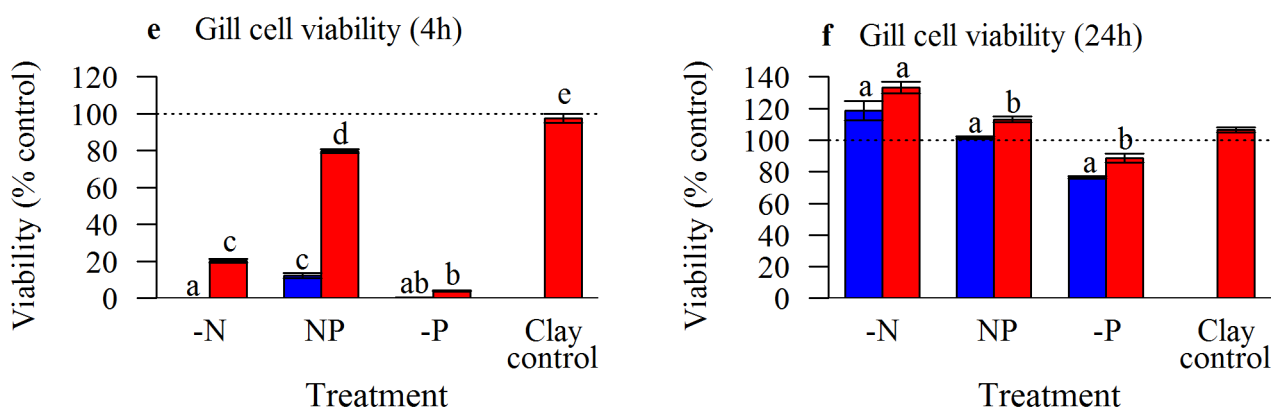 e Gill cell viability (4h)
Viability (% control)
120
100
80
60
40
20
0
a
c
c
d
ab
b
e
-N
NP
-P
Clay
control
Treatment
f Gill cell viability (24h)
Viability (% control)
140
120
100
80
60
40
20
0
a
a
a
b
a
b
-N
NP
-P
Clay
control
Treatment